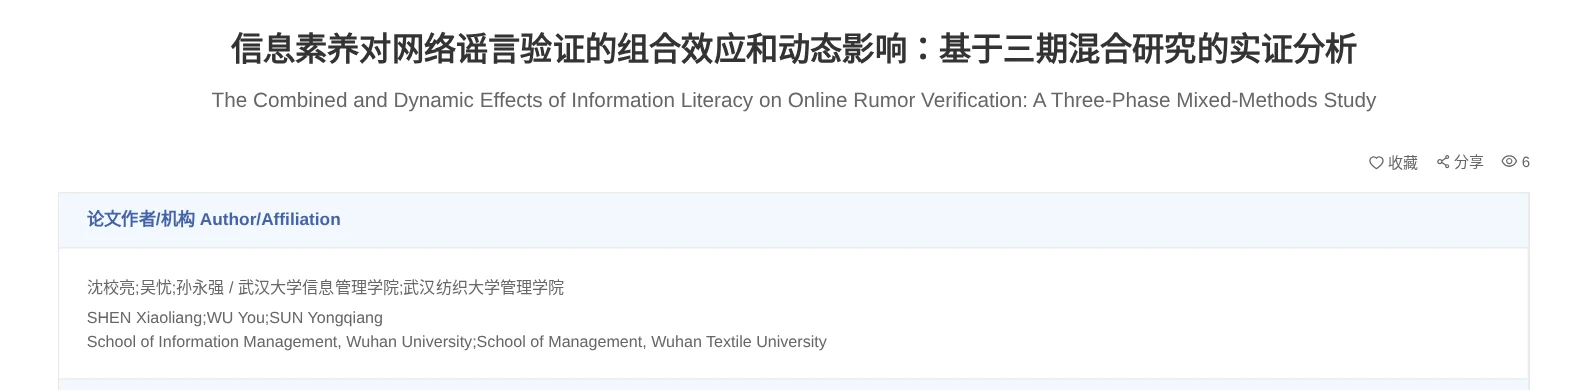 信息素养对网络谣言验证的组合效应和动态影响：基于三期混合研究的实证分析
The Combined and Dynamic Effects of Information Literacy on Online Rumor Verification: A Three-Phase Mixed-Methods Study
收藏 分享 6
论文作者/机构 Author/Affiliation
沈校亮;吴忧;孙永强 / 武汉大学信息管理学院;武汉纺织大学管理学院
SHEN Xiaoliang;WU You;SUN Yongqiang
School of Information Management, Wuhan University;School of Management, Wuhan Textile University